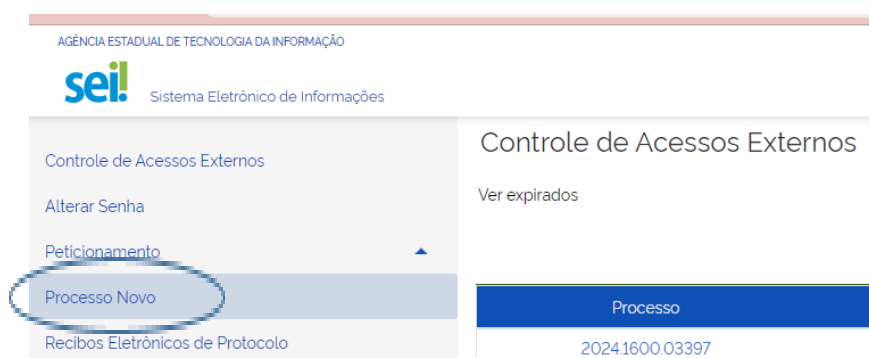 AGÊNCIA ESTADUAL DE TECNOLOGIA DA INFORMAÇÃO
sei!
Sistema Eletrônico de Informações
Controle de Acessos Externos
Alterar Senha
Peticionamento
Processo Novo
Recibos Eletrônicos de Protocolo
Controle de Acessos Externos
Ver expirados
Processo
2024.1600.03397